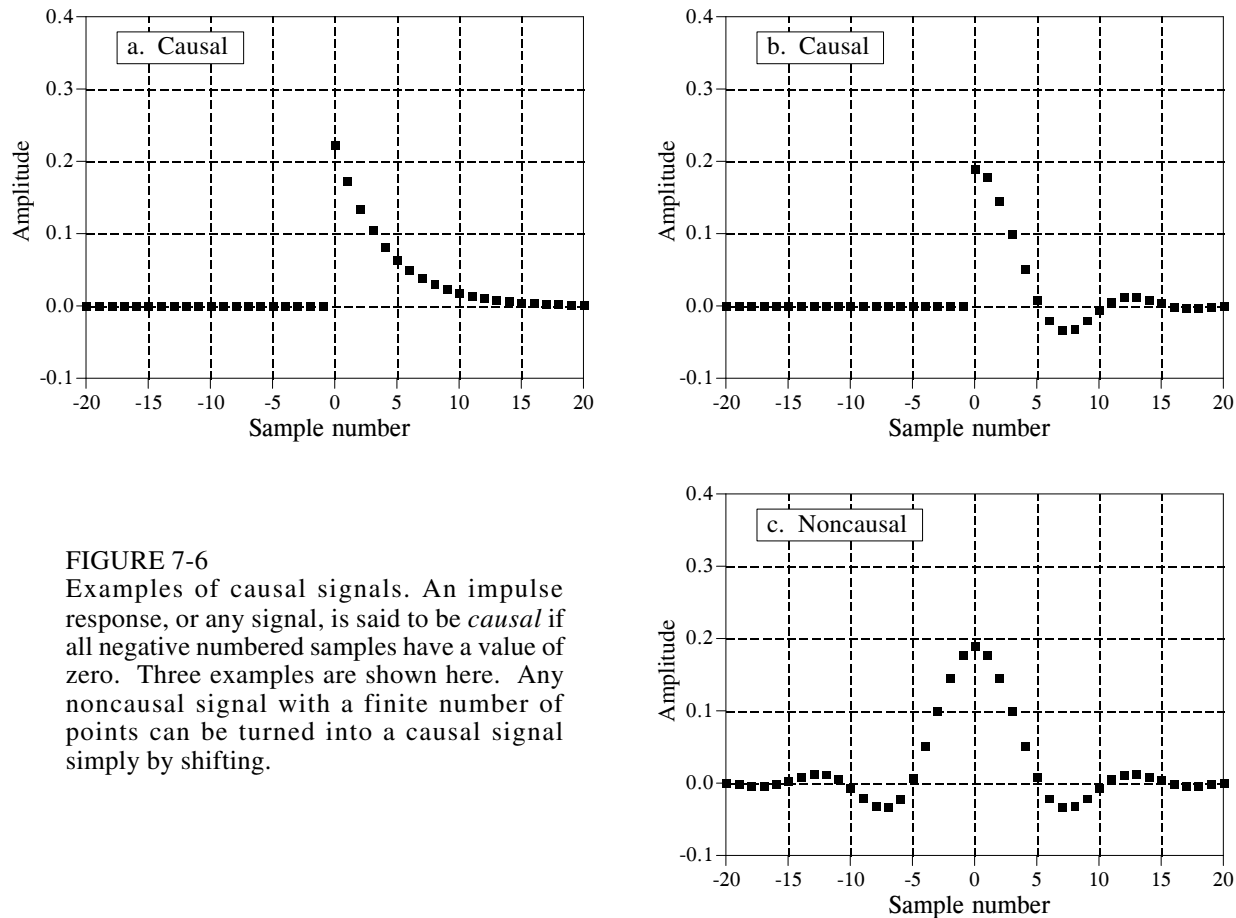 a. Causal
0.4
0.3
0.2
0.1
0.0
-0.1
Amplitude
-20 -15 -10 -5 0 5 10 15 20
Sample number
b. Causal
0.4
0.3
0.2
0.1
0.0
-0.1
Amplitude
-20 -15 -10 -5 0 5 10 15 20
Sample number
FIGURE 7-6
Examples of causal signals. An impulse
response, or any signal, is said to be causal if
all negative numbered samples have a value of
zero. Three examples are shown here. Any
noncausal signal with a finite number of
points can be turned into a causal signal
simply by shifting.
c. Noncausal
0.4
0.3
0.2
0.1
0.0
-0.1
Amplitude
-20 -15 -10 -5 0 5 10 15 20
Sample number